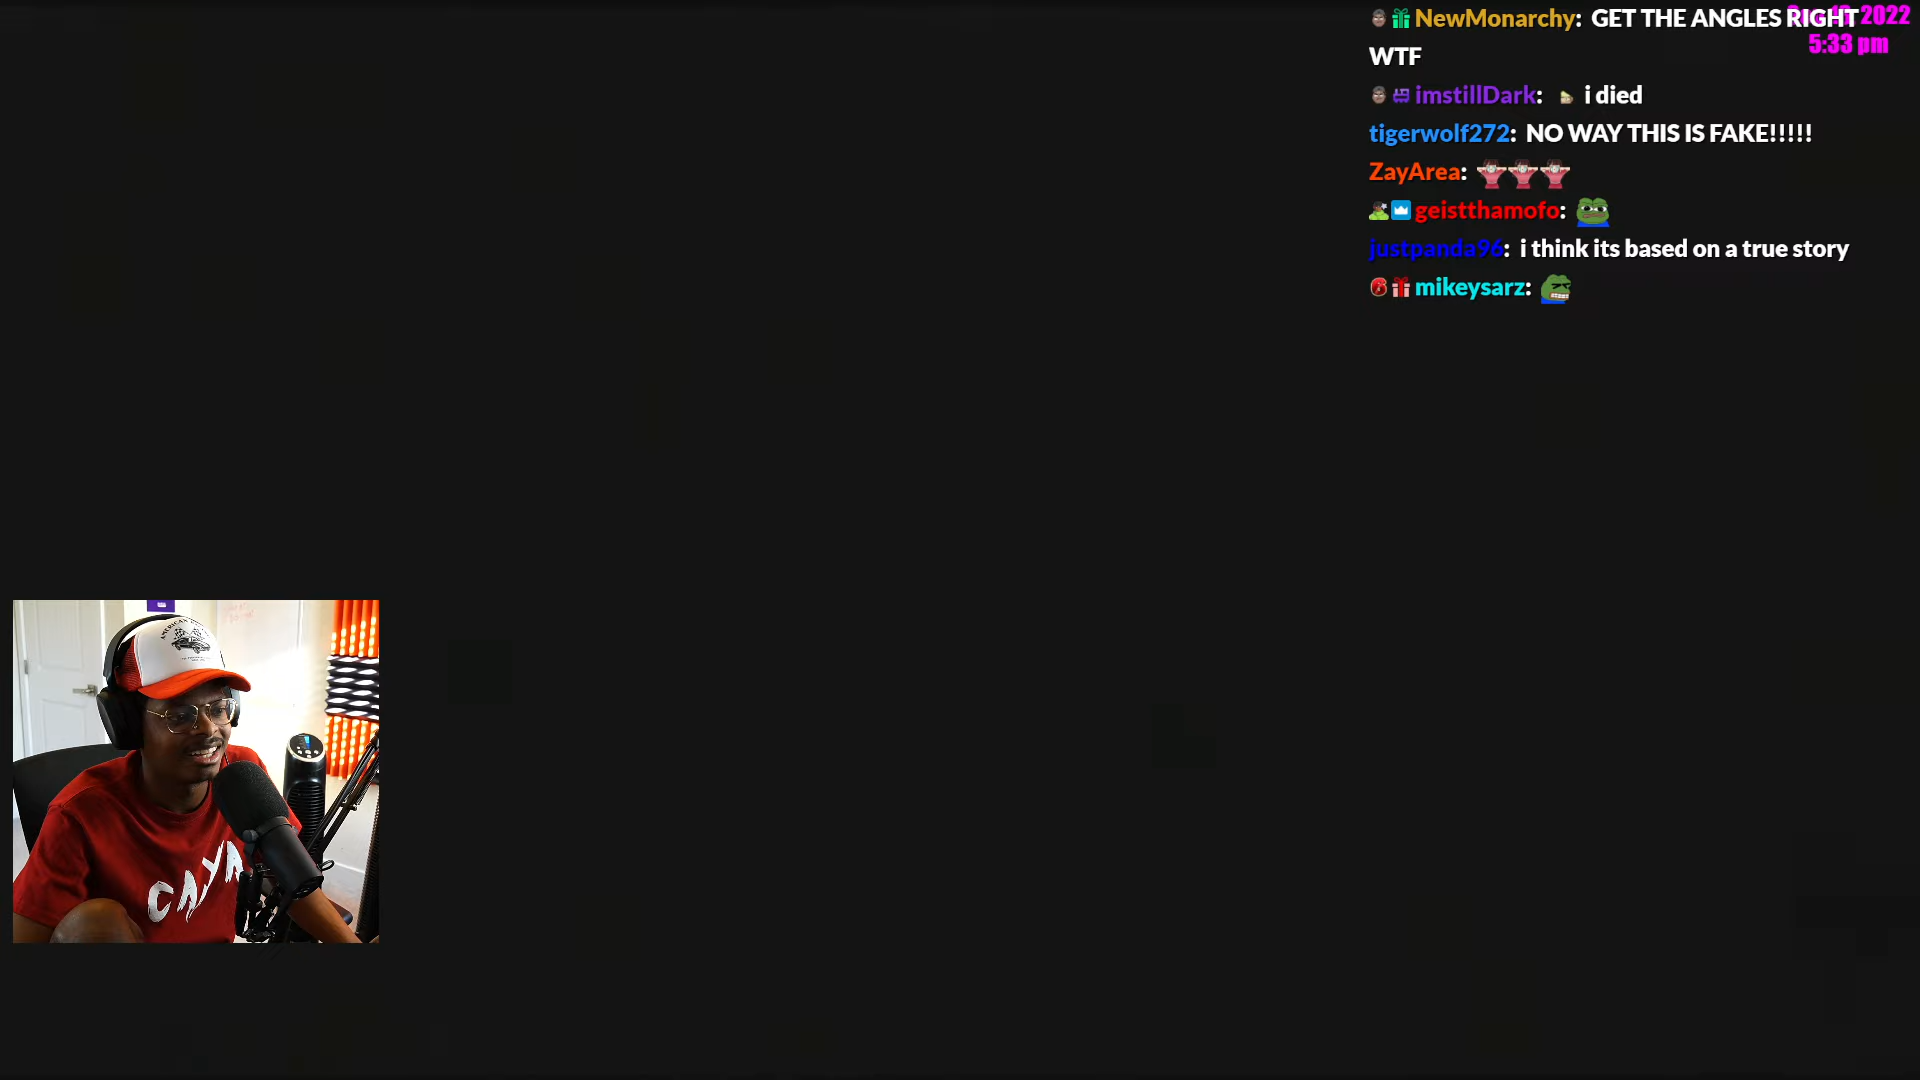 NewMonarchy: GET THE ANGLES RIGHT
2022
WTF
5:33 pm
imstillDark: i died
tigerwolf272: NO WAY THIS IS FAKE!!!!!
ZayArea:
geistthamofo:
justpanda96: i think its based on a true story
mikeysarz:
CAYA